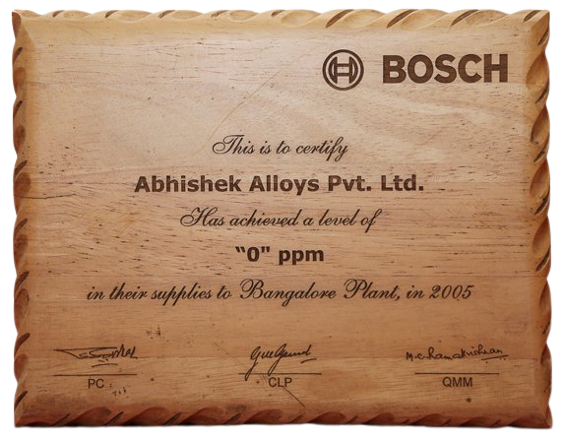 BOSCH
This is to certify
Abhishek Alloys Pvt. Ltd.
Has achieved a level of
"0" ppm
in their supplies to Bangalore Plant, in 2005
M.C. Ramakrishnan
PC CLP QMM